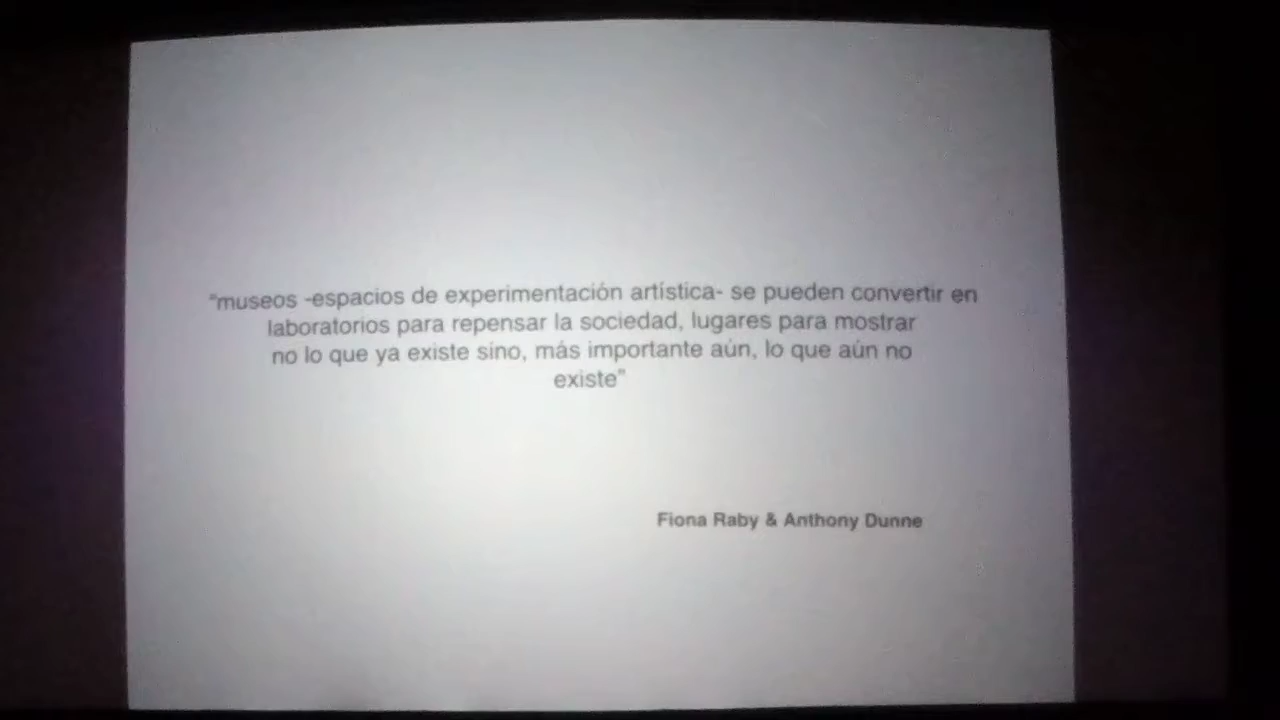 “museos -espacios de experimentación artística- se pueden convertir en
laboratorios para repensar la sociedad, lugares para mostrar
no lo que ya existe sino, más importante aún, lo que aún no
existe”
Fiona Raby & Anthony Dunne